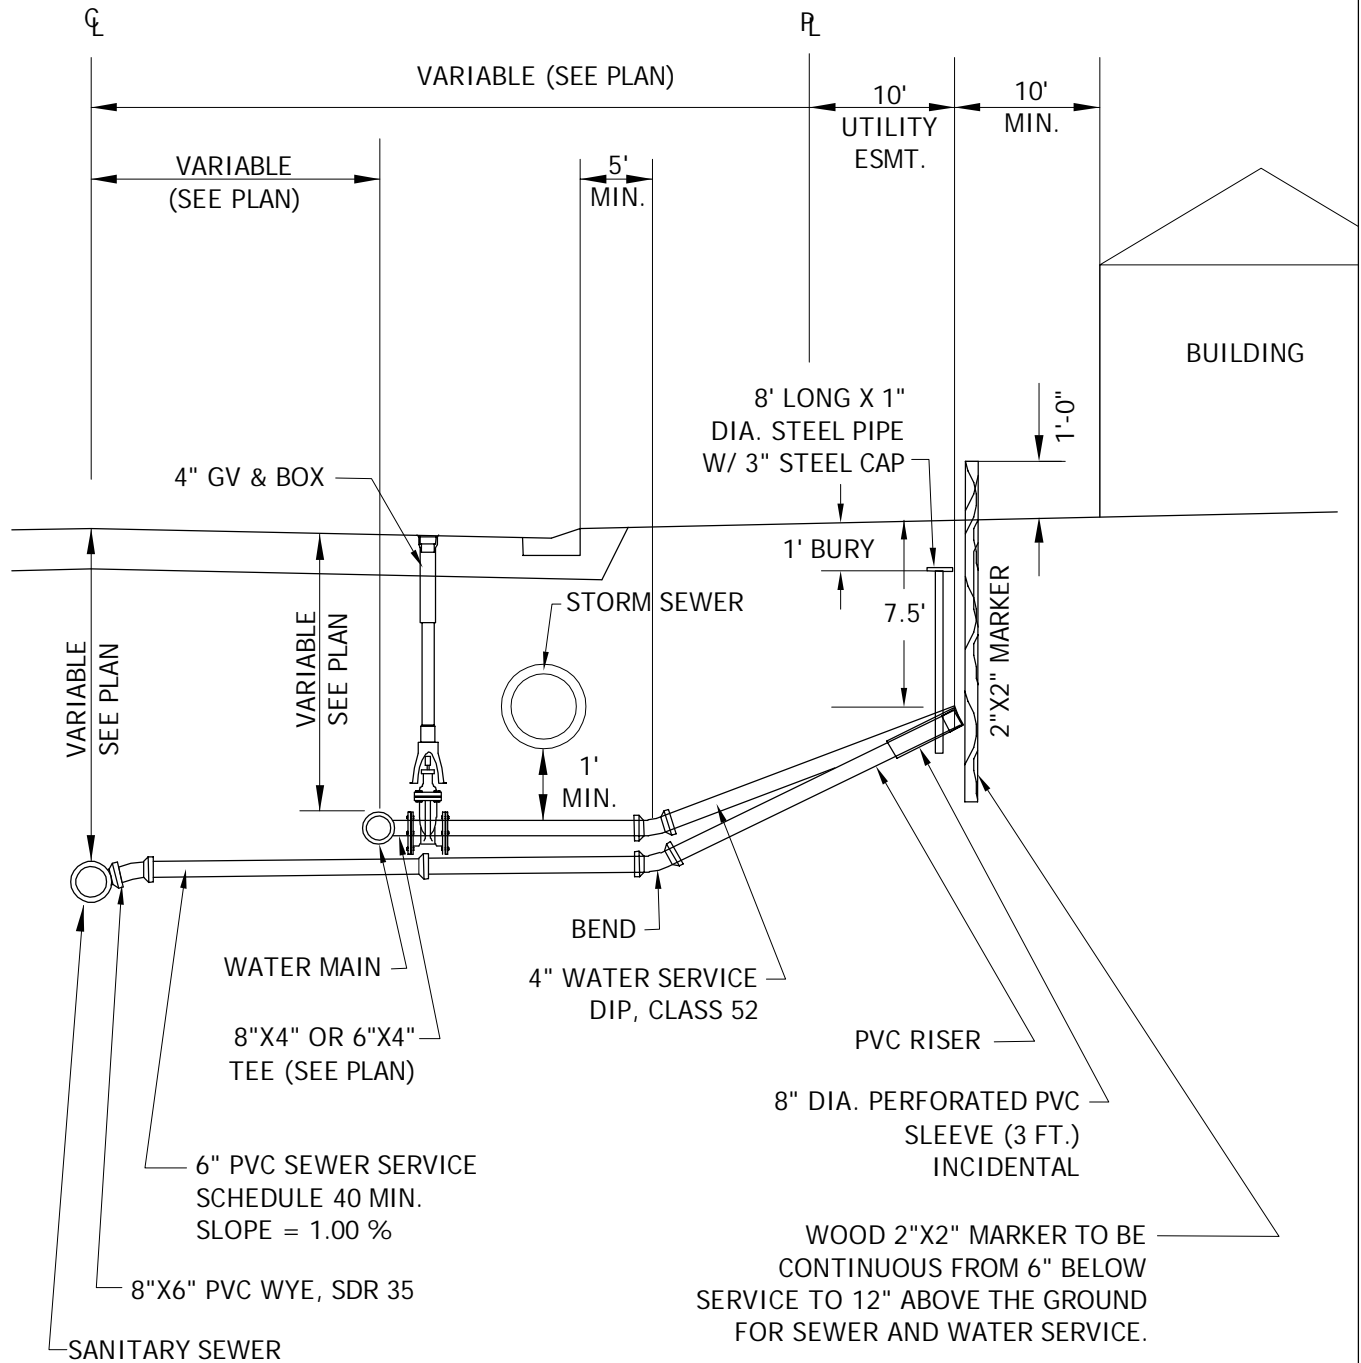 ℄
PL
VARIABLE (SEE PLAN)
10'
UTILITY
ESMT.
10'
MIN.
VARIABLE
(SEE PLAN)
5'
MIN.
BUILDING
8' LONG X 1"
DIA. STEEL PIPE
W/ 3" STEEL CAP
1'-0"
4" GV & BOX
1' BURY
STORM SEWER
7.5'
VARIABLE
SEE PLAN
VARIABLE
SEE PLAN
2"X2" MARKER
1'
MIN.
BEND
WATER MAIN
4" WATER SERVICE
DIP, CLASS 52
8"X4" OR 6"X4"
TEE (SEE PLAN)
PVC RISER
8" DIA. PERFORATED PVC
SLEEVE (3 FT.)
INCIDENTAL
6" PVC SEWER SERVICE
SCHEDULE 40 MIN.
SLOPE = 1.00 %
WOOD 2"X2" MARKER TO BE
CONTINUOUS FROM 6" BELOW
SERVICE TO 12" ABOVE THE GROUND
FOR SEWER AND WATER SERVICE.
8"X6" PVC WYE, SDR 35
SANITARY SEWER